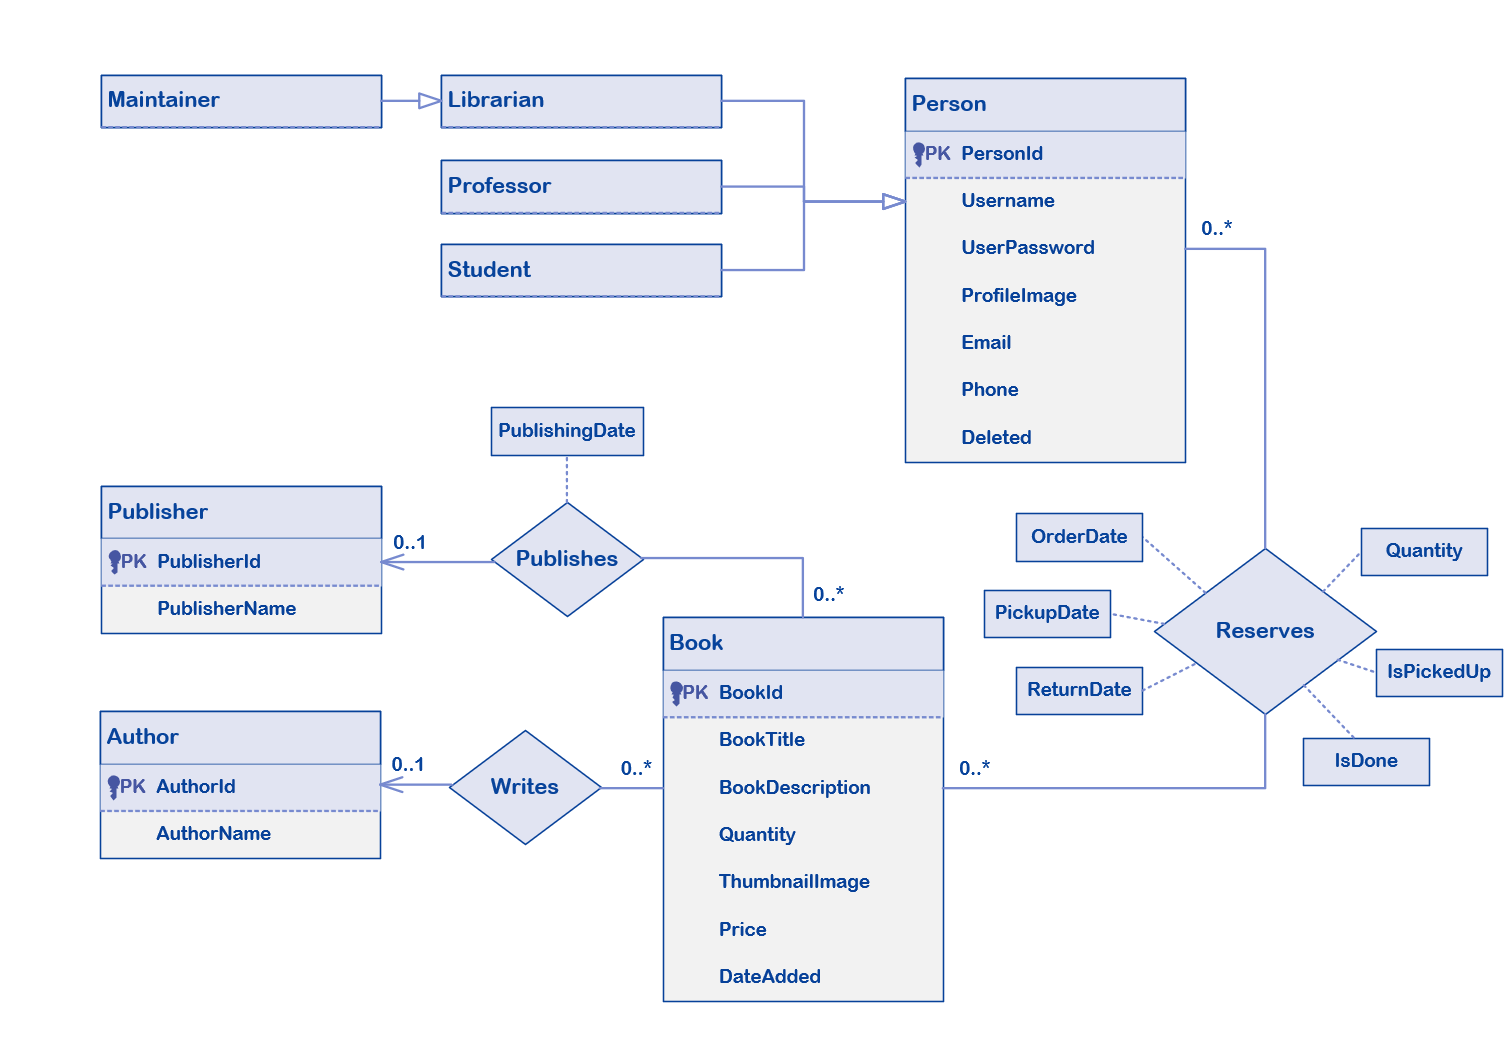 Maintainer
Librarian
Professor
Student
Person
PK PersonId
Username
UserPassword
ProfileImage
Email
Phone
Deleted
0..*
PublishingDate
Publisher
PK PublisherId
PublisherName
0..1
Publishes
0..*
OrderDate
PickupDate
ReturnDate
Reserves
Quantity
IsPickedUp
IsDone
Author
PK AuthorId
AuthorName
0..1
Writes
0..*
Book
PK BookId
BookTitle
BookDescription
Quantity
ThumbnailImage
Price
DateAdded
0..*